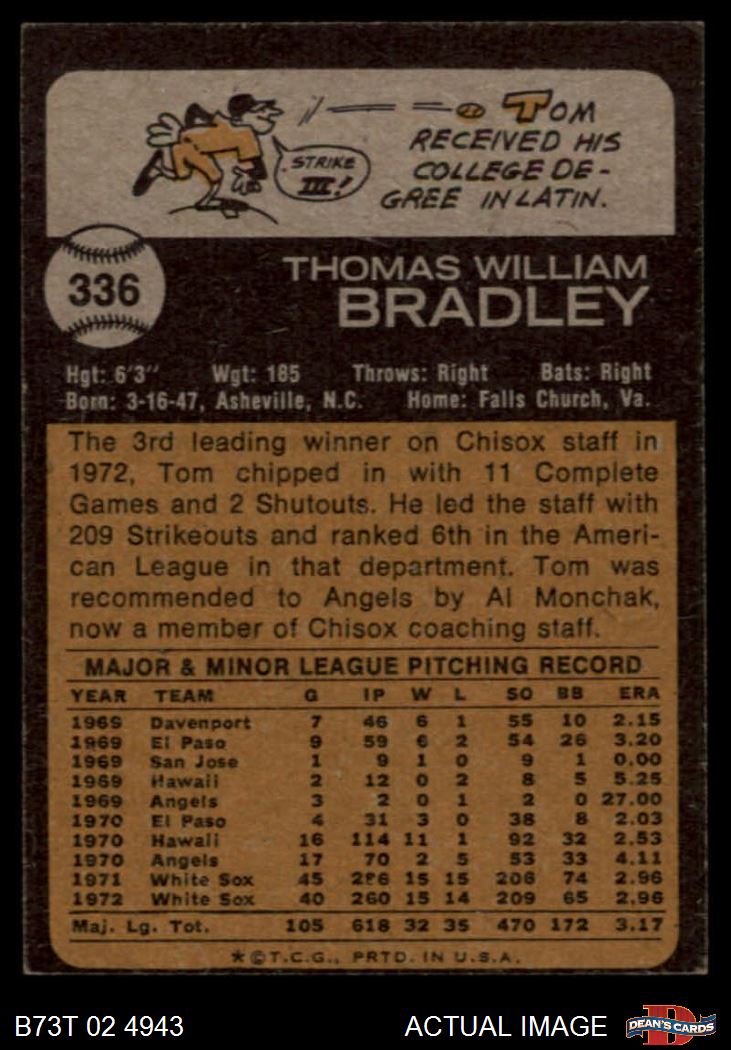 TOM
RECEIVED HIS
COLLEGE DE-
GREE IN LATIN.
STRIKE
III!
336
THOMAS WILLIAM
BRADLEY
Hgt: 6'3" Wgt: 185 Throws: Right Bats: Right
Born: 3-16-47, Asheville, N.C. Home: Falls Church, Va.
The 3rd leading winner on Chisox staff in
1972, Tom chipped in with 11 Complete
Games and 2 Shutouts. He led the staff with
209 Strikeouts and ranked 6th in the Ameri-
can League in that department. Tom was
recommended to Angels by Al Monchak,
now a member of Chisox coaching staff.
MAJOR & MINOR LEAGUE PITCHING RECORD
YEAR TEAM G IP W L SO BB ERA
1969 Davenport 7 46 6 1 55 10 2.15
1969 El Paso 9 59 6 2 54 26 3.20
1969 San Jose 1 9 1 0 9 1 0.00
1969 Hawaii 2 12 0 2 8 5 5.25
1969 Angels 3 2 0 1 2 0 27.00
1970 El Paso 4 31 3 0 38 8 2.03
1970 Hawaii 16 114 11 1 92 32 2.53
1970 Angels 17 70 2 5 53 33 4.11
1971 White Sox 45 286 15 15 206 74 2.96
1972 White Sox 40 260 15 14 209 65 2.96
Maj. Lg. Tot. 105 618 32 35 470 172 3.17
*©T.C.G., PRTD. IN U.S.A.
B73T 02 4943 ACTUAL IMAGE
D
DEAN'S CARDS